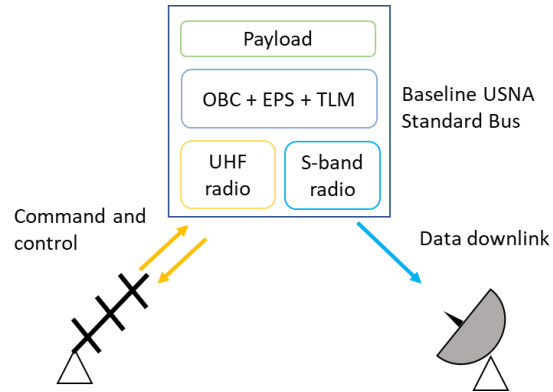 Payload
OBC + EPS + TLM
Baseline USNA
Standard Bus
UHF
radio
S-band
radio
Command and
control
Data downlink